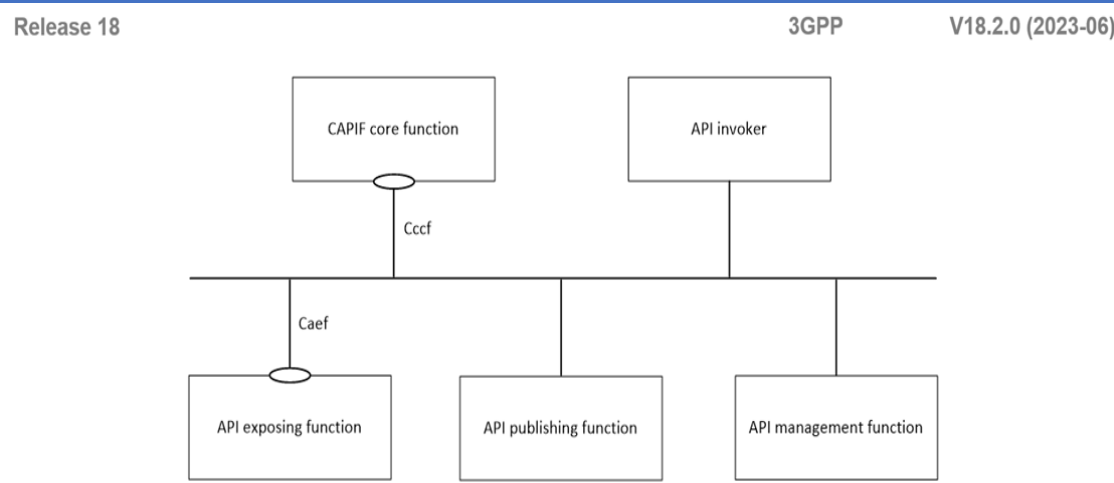 Release 18 3GPP V18.2.0 (2023-06)
CAPIF core function API invoker
Cccf
Caef
API exposing function API publishing function API management function